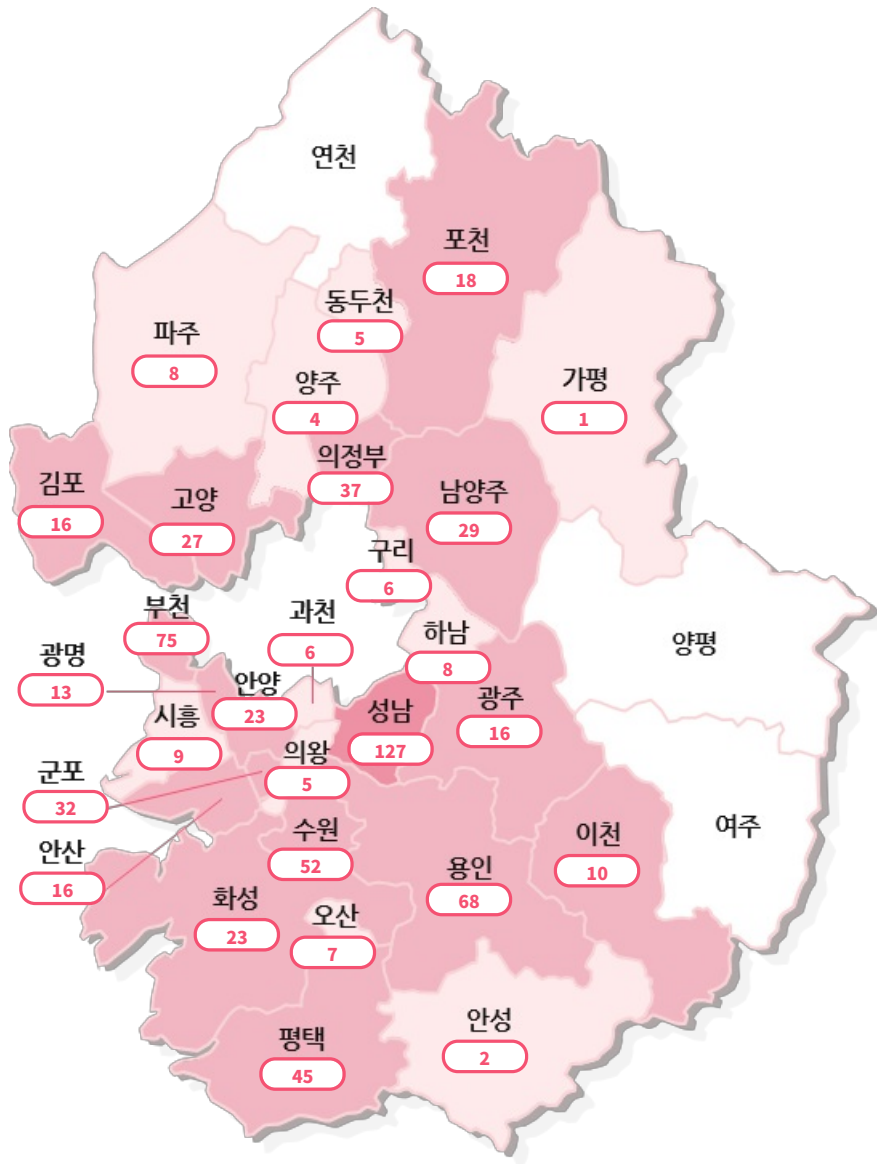 연천
포천
18
동두천
5
파주
8
양주
4
가평
1
의정부
37
김포
16
고양
27
남양주
29
구리
6
부천
75
과천
6
하남
8
양평
광명
13
안양
23
시흥
9
성남
127
광주
16
의왕
5
군포
32
수원
52
이천
10
여주
안산
16
용인
68
화성
23
오산
7
안성
2
평택
45